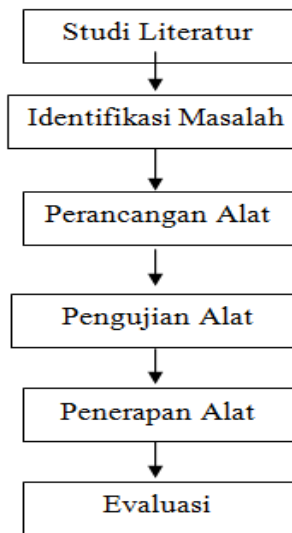 Studi Literatur
Identifikasi Masalah
Perancangan Alat
Pengujian Alat
Penerapan Alat
Evaluasi